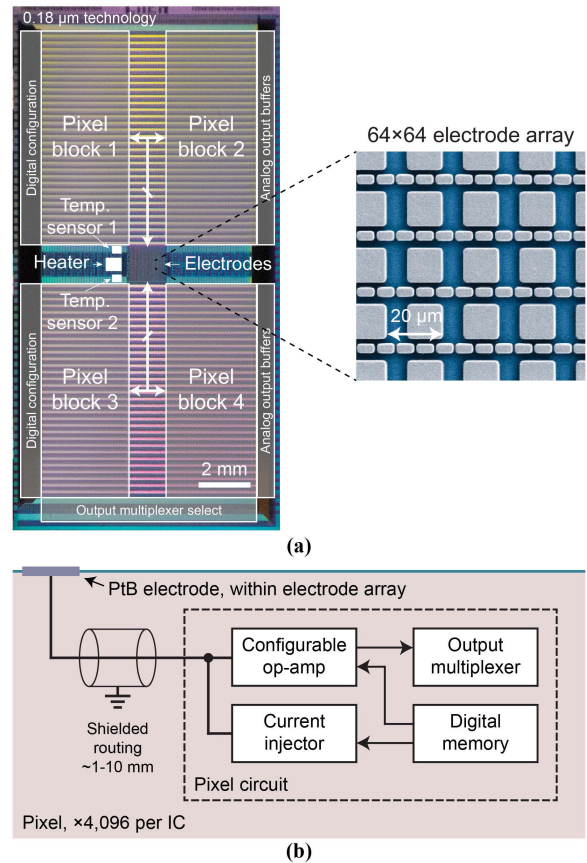 0.18 µm technology
Digital configuration
Pixel
block 1
Pixel
block 2
Analog output buffers
64×64 electrode array
Temp.
sensor 1
Heater
Electrodes
Temp.
sensor 2
20 µm
Digital configuration
Pixel
block 3
Pixel
block 4
Analog output buffers
2 mm
Output multiplexer select
(a)
PtB electrode, within electrode array
Configurable
op-amp
Output
multiplexer
Shielded
routing
~1-10 mm
Current
injector
Digital
memory
Pixel circuit
Pixel, ×4,096 per IC
(b)